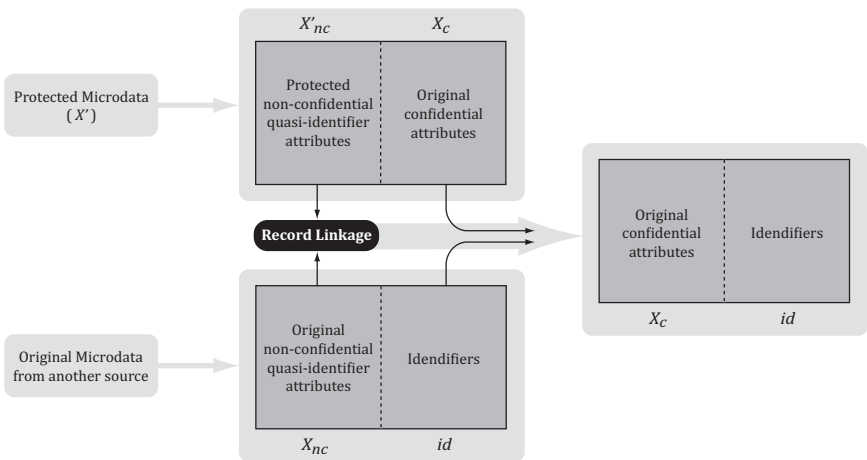 X'nc
Xc
Protected Microdata
( X' )
Protected
non-confidential
quasi-identifier
attributes
Original
confidential
attributes
Record Linkage
Original
confidential
attributes
Idendifiers
Xc
id
Original Microdata
from another source
Original
non-confidential
quasi-identifier
attributes
Idendifiers
Xnc
id